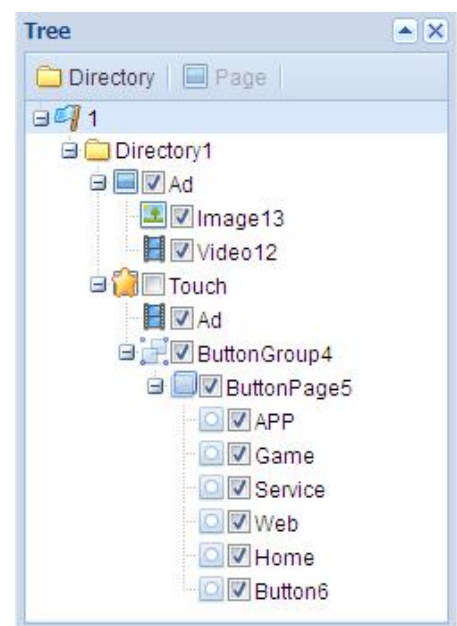 Tree
Directory Page
1
Directory1
Ad
Image13
Video12
Touch
Ad
ButtonGroup4
ButtonPage5
APP
Game
Service
Web
Home
Button6